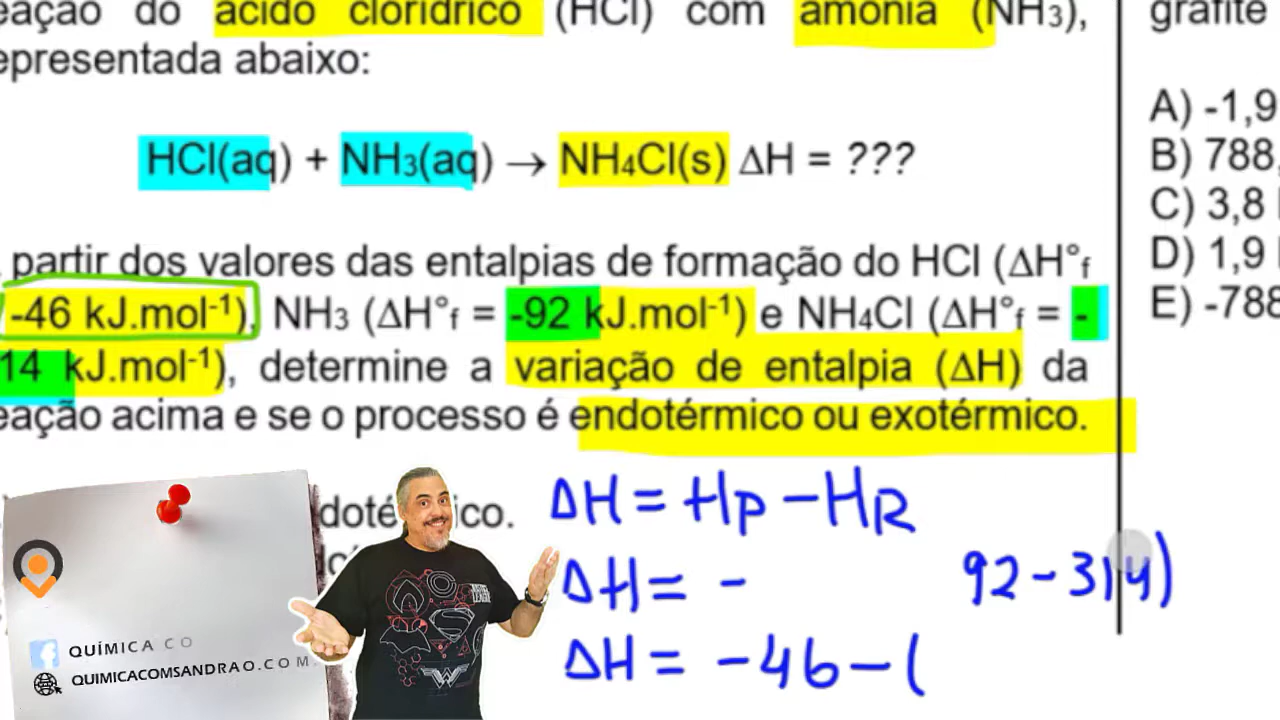 eação do ácido clorídrico (HCl) com amônia (NH₃),
epresentada abaixo:
HCl(aq) + NH₃(aq) → NH₄Cl(s) ΔH = ???
partir dos valores das entalpias de formação do HCl (ΔH°f
-46 kJ.mol⁻¹), NH₃ (ΔH°f = -92 kJ.mol⁻¹) e NH₄Cl (ΔH°f = -
14 kJ.mol⁻¹), determine a variação de entalpia (ΔH) da
eação acima e se o processo é endotérmico ou exotérmico.
doté ico.
ΔH = Hp - HR
ΔH = - 92 - 314)
ΔH = -46 - (
grafite
A) -1,9
B) 788,
C) 3,8
D) 1,9
E) -788
QUÍMICA CO
QUIMICACOMSANDRAO.COM.